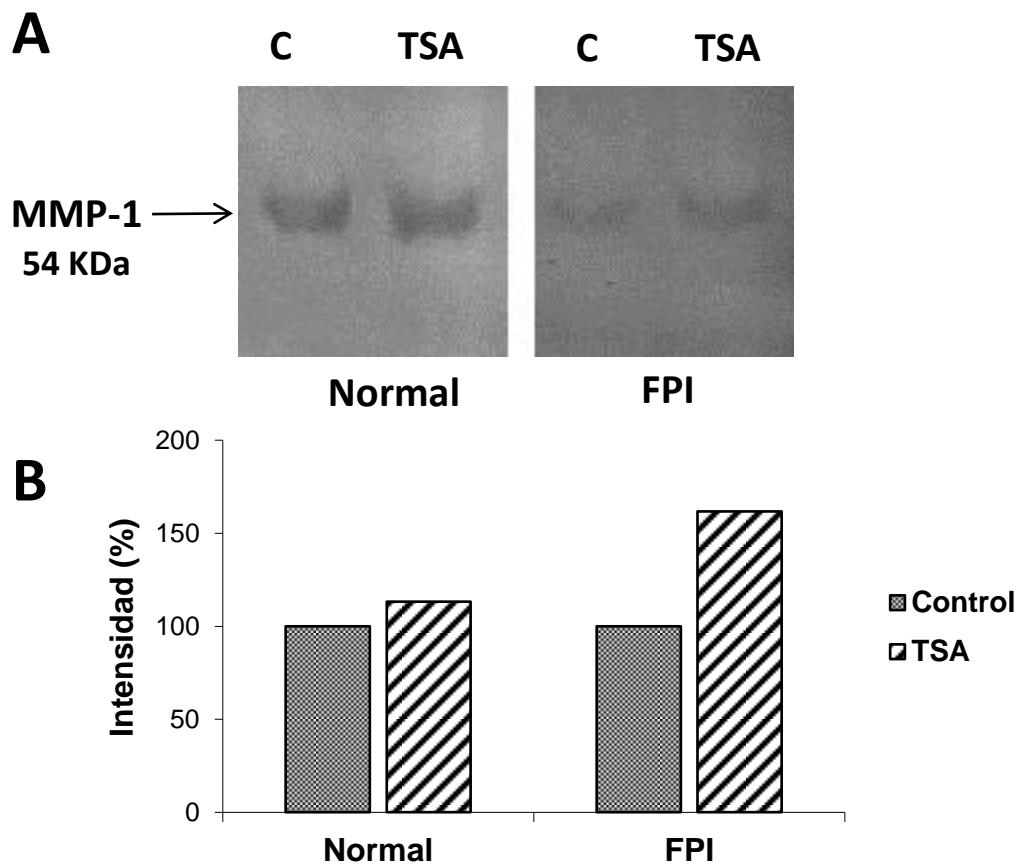 A
C TSA C TSA
MMP-1
54 KDa
Normal FPI
B
200
150
100
50
0
Intensidad (%)
Normal FPI
Control
TSA